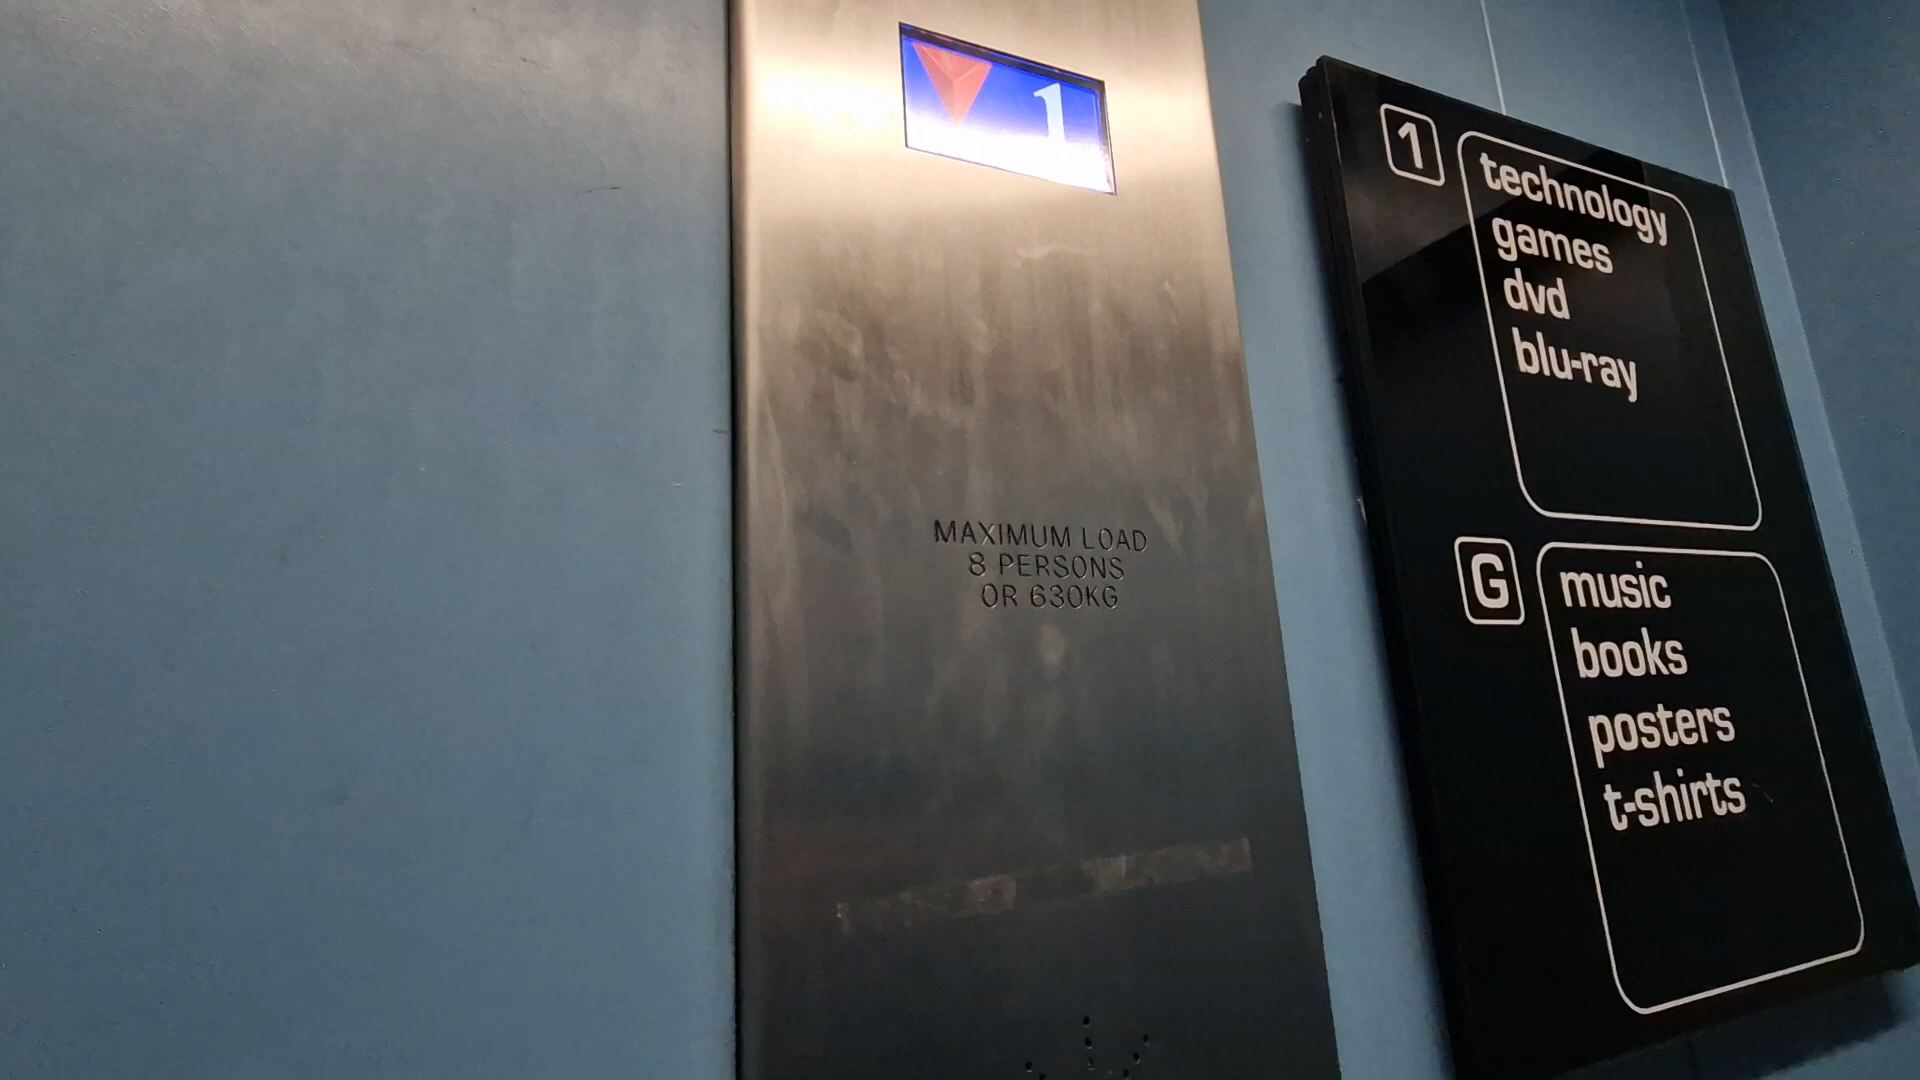 1
MAXIMUM LOAD
8 PERSONS
OR 630KG
1
technology
games
dvd
blu-ray
G
music
books
posters
t-shirts